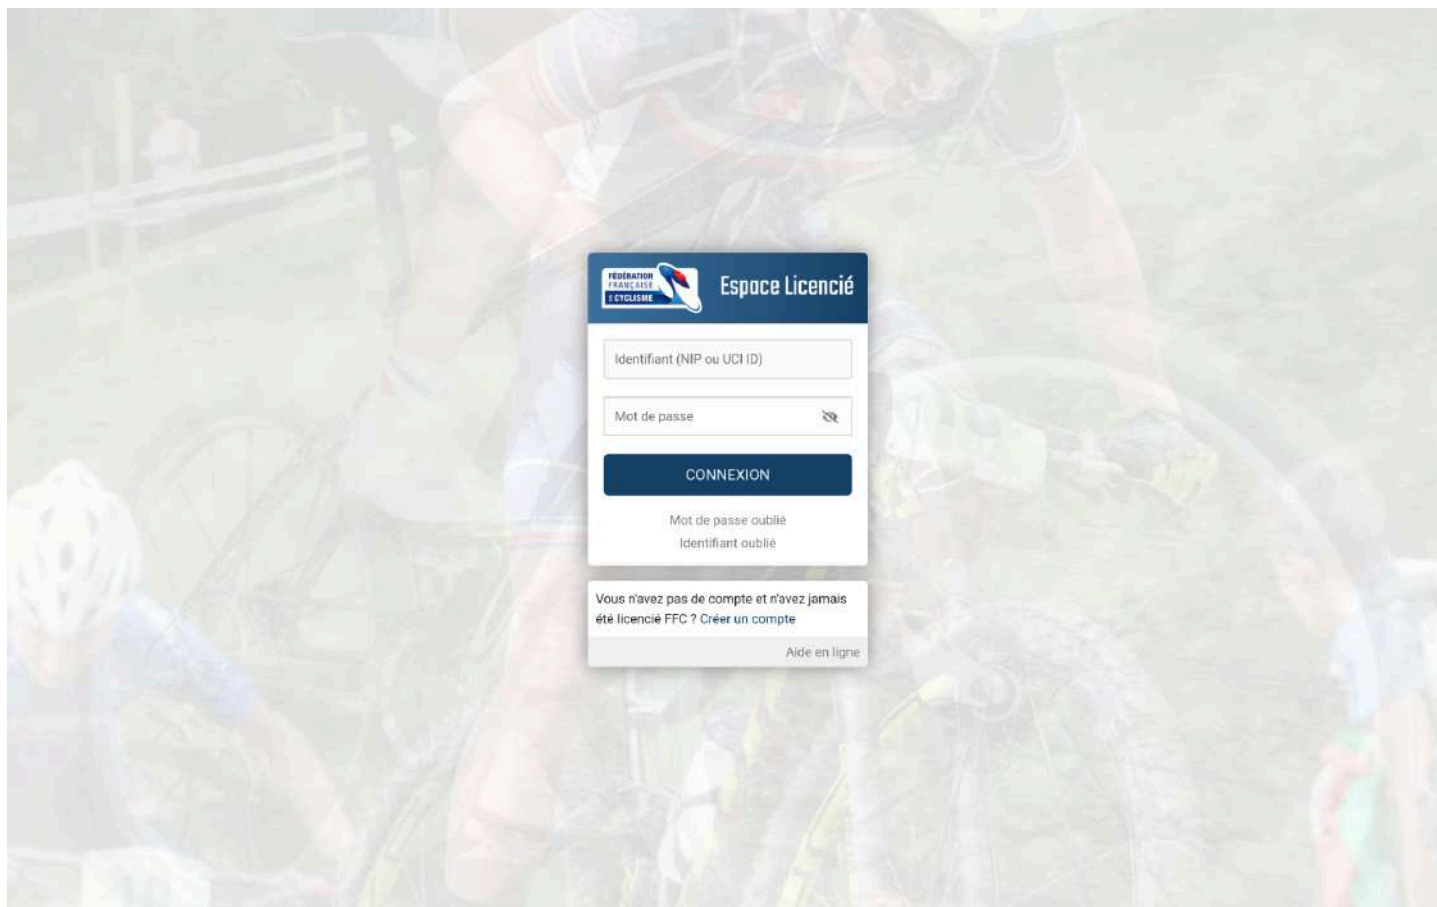 FÉDÉRATION
FRANÇAISE
DE CYCLISME
Espace Licencié
Identifiant (NIP ou UCI ID)
Mot de passe
CONNEXION
Mot de passe oublié
Identifiant oublié
Vous n'avez pas de compte et n'avez jamais
été licencié FFC ? Créer un compte
Aide en ligne